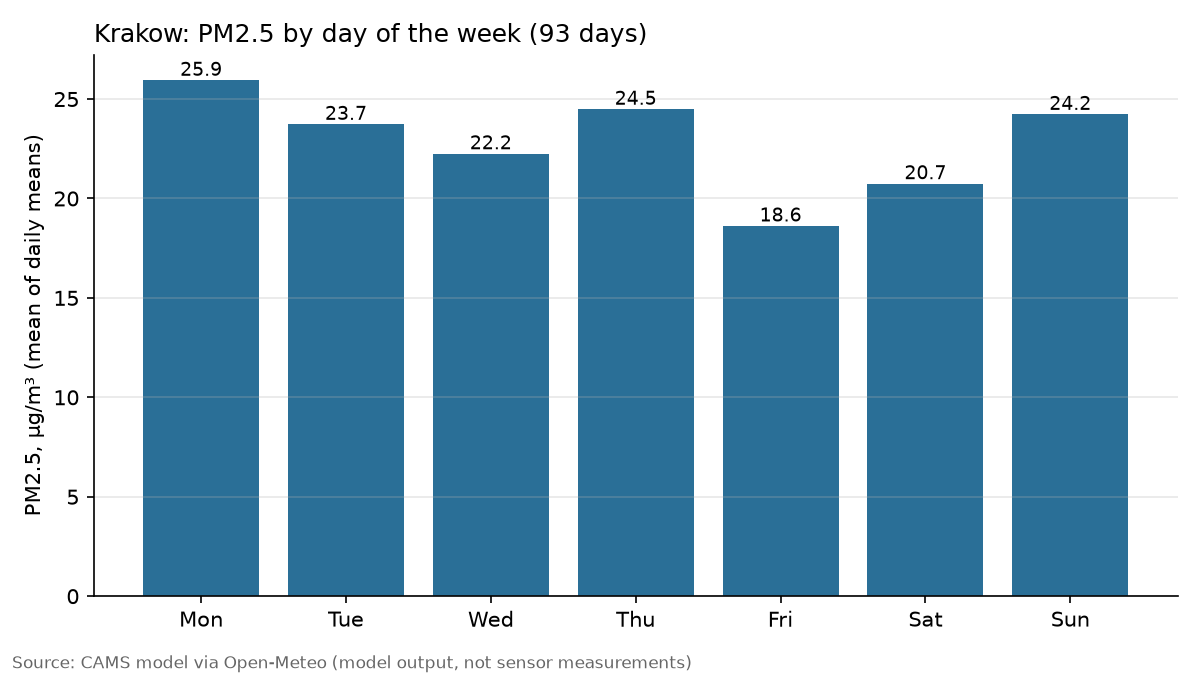 Krakow: PM2.5 by day of the week (93 days)
PM2.5, µg/m³ (mean of daily means)
25
20
15
10
5
0
25.9
23.7
22.2
24.5
18.6
20.7
24.2
Mon
Tue
Wed
Thu
Fri
Sat
Sun
Source: CAMS model via Open-Meteo (model output, not sensor measurements)